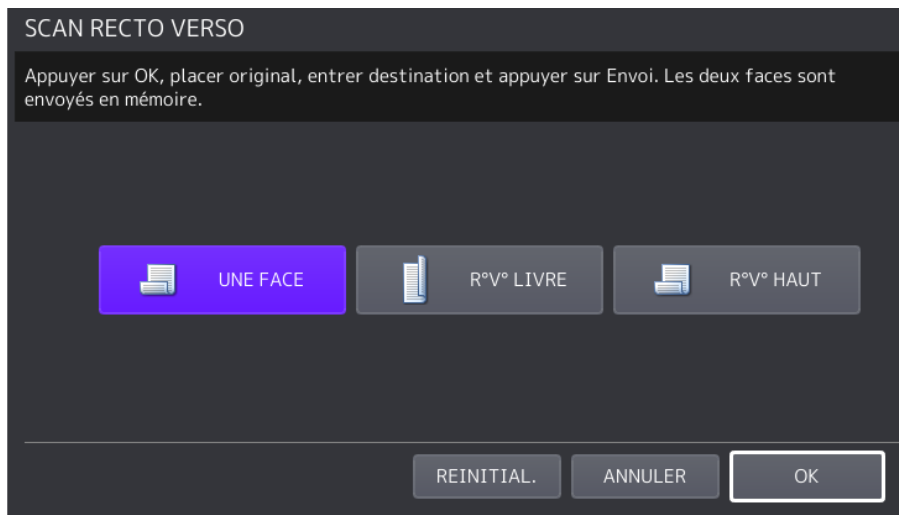 SCAN RECTO VERSO
Appuyer sur OK, placer original, entrer destination et appuyer sur Envoi. Les deux faces sont
envoyés en mémoire.
UNE FACE
R°V° LIVRE
R°V° HAUT
REINITIAL.
ANNULER
OK